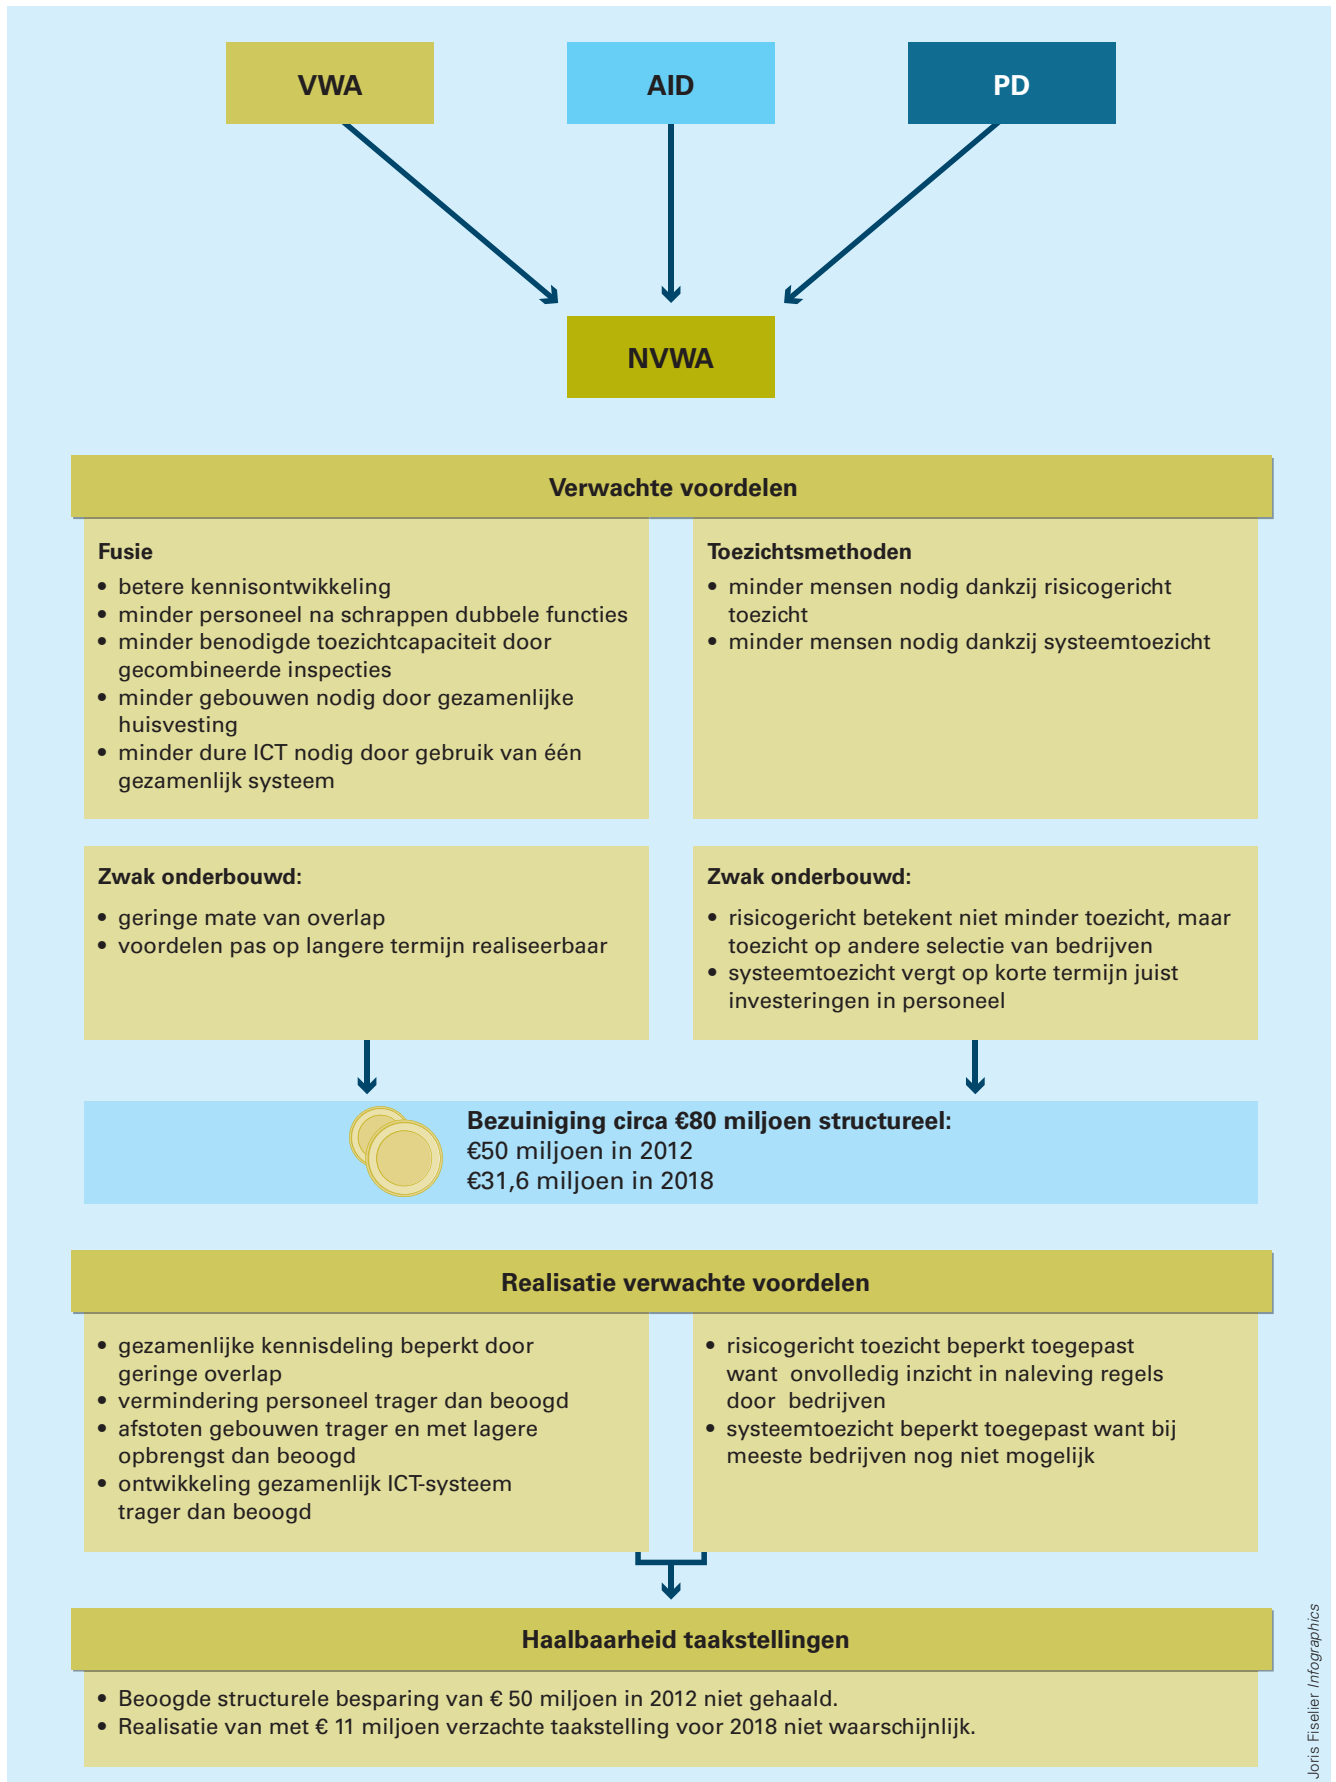 VWA
AID
PD
NVWA
Verwachte voordelen
Fusie
• betere kennisontwikkeling
• minder personeel na schrappen dubbele functies
• minder benodigde toezichtcapaciteit door
gecombineerde inspecties
• minder gebouwen nodig door gezamenlijke
huisvesting
• minder dure ICT nodig door gebruik van één
gezamenlijk systeem
Toezichtsmethoden
• minder mensen nodig dankzij risicogericht
toezicht
• minder mensen nodig dankzij systeemtoezicht
Zwak onderbouwd:
• geringe mate van overlap
• voordelen pas op langere termijn realiseerbaar
Zwak onderbouwd:
• risicogericht betekent niet minder toezicht, maar
toezicht op andere selectie van bedrijven
• systeemtoezicht vergt op korte termijn juist
investeringen in personeel
Bezuiniging circa €80 miljoen structureel:
€50 miljoen in 2012
€31,6 miljoen in 2018
Realisatie verwachte voordelen
• gezamenlijke kennisdeling beperkt door
geringe overlap
• vermindering personeel trager dan beoogd
• afstoten gebouwen trager en met lagere
opbrengst dan beoogd
• ontwikkeling gezamenlijk ICT-systeem
trager dan beoogd
• risicogericht toezicht beperkt toegepast
want onvolledig inzicht in naleving regels
door bedrijven
• systeemtoezicht beperkt toegepast want bij
meeste bedrijven nog niet mogelijk
Haalbaarheid taakstellingen
• Beoogde structurele besparing van € 50 miljoen in 2012 niet gehaald.
• Realisatie van met € 11 miljoen verzachte taakstelling voor 2018 niet waarschijnlijk.
Joris Fiselier Infographics